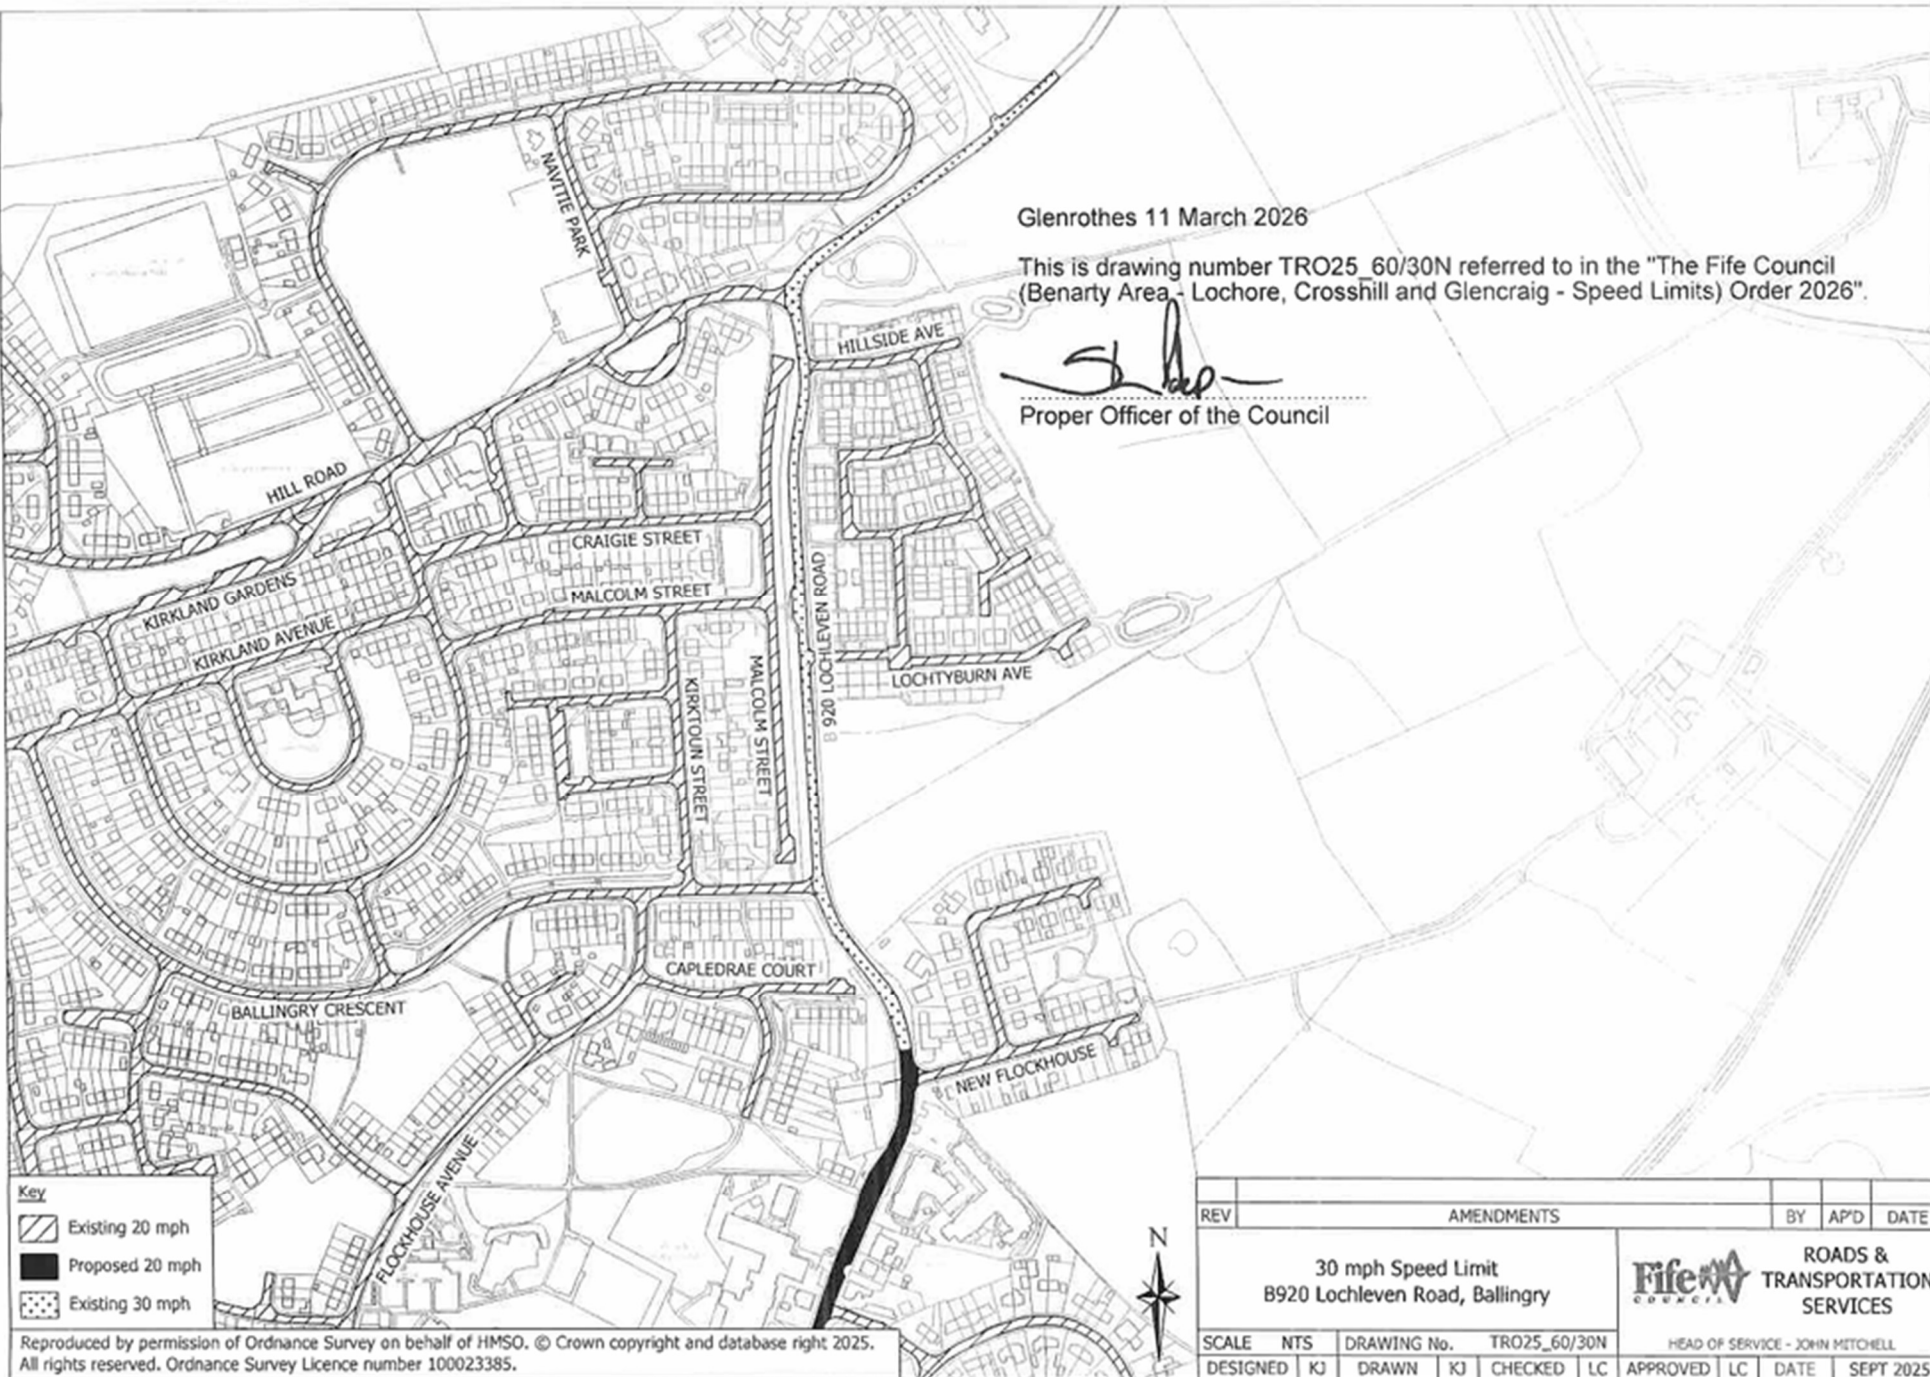 NAVITIE PARK
Glenrothes 11 March 2026
This is drawing number TRO25_60/30N referred to in the "The Fife Council
(Benarty Area - Lochore, Crosshill and Glencraig - Speed Limits) Order 2026".
Proper Officer of the Council
HILLSIDE AVE
HILL ROAD
CRAIGIE STREET
MALCOLM STREET
KIRKLAND GARDENS
KIRKLAND AVENUE
B 920 LOCHLEVEN ROAD
LOCHTYBURN AVE
MALCOLM STREET
KIRKTOUN STREET
CAPLEDRAE COURT
BALLINGRY CRESCENT
NEW FLOCKHOUSE
FLOCKHOUSE AVENUE
Key
Existing 20 mph
Proposed 20 mph
Existing 30 mph
Reproduced by permission of Ordnance Survey on behalf of HMSO. © Crown copyright and database right 2025.
All rights reserved. Ordnance Survey Licence number 100023385.
N
REV AMENDMENTS BY AP'D DATE
30 mph Speed Limit
B920 Lochleven Road, Ballingry
Fife
COUNCIL
ROADS &
TRANSPORTATION
SERVICES
HEAD OF SERVICE - JOHN MITCHELL
SCALE NTS DRAWING No. TRO25_60/30N
DESIGNED KJ DRAWN KJ CHECKED LC APPROVED LC DATE SEPT 2025